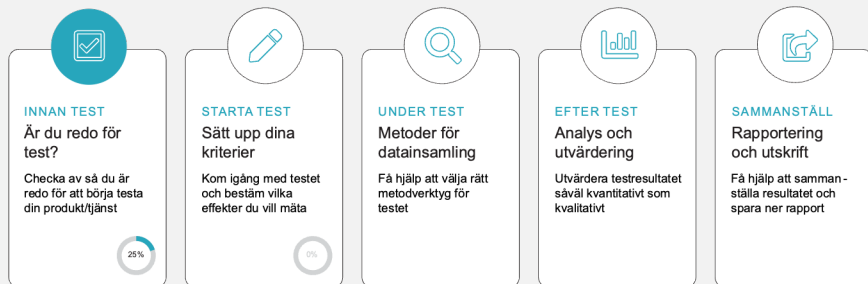 INNAN TEST
Är du redo för
test?
Checka av så du är
redo för att börja testa
din produkt/tjänst
25%
STARTA TEST
Sätt upp dina
kriterier
Kom igång med testet
och bestäm vilka
effekter du vill mäta
0%
UNDER TEST
Metoder för
datainsamling
Få hjälp att välja rätt
metodverktyg för
testet
EFTER TEST
Analys och
utvärdering
Utvärdera testresultatet
såväl kvantitativt som
kvalitativt
SAMMANSTÄLL
Rapportering
och utskrift
Få hjälp att samman-
ställa resultatet och
spara ner rapport